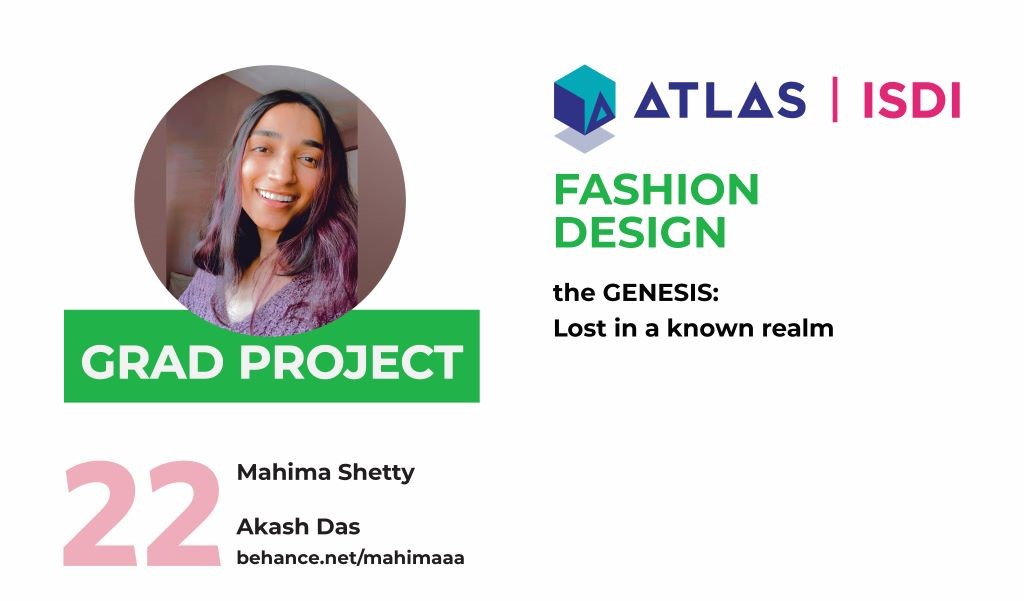 ATLAS | ISDI
FASHION
DESIGN
the GENESIS:
Lost in a known realm
GRAD PROJECT
22
Mahima Shetty
Akash Das
behance.net/mahimaaa